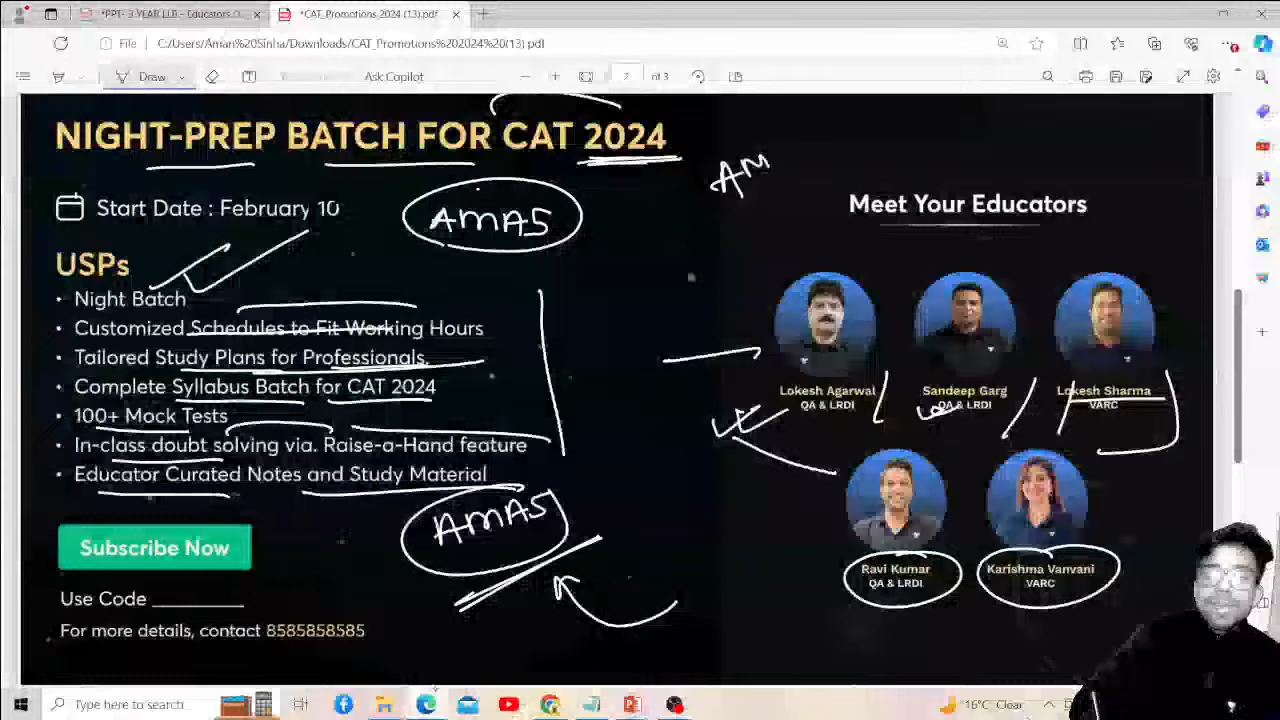 *PPT- 3 YEAR LLB - Educators
*CAT_Promotions_2024 (13).pdf
File
C:/Users/Aman%20Sinha/Downloads/CAT_Promotions%202024%20(13).pdf
Draw
Ask Copilot
of 3
NIGHT-PREP BATCH FOR CAT 2024
AM
Start Date : February 10
AMAS
Meet Your Educators
USPs
• Night Batch
• Customized Schedules to Fit Working Hours
• Tailored Study Plans for Professionals
• Complete Syllabus Batch for CAT 2024
• 100+ Mock Tests
• In-class doubt solving via. Raise-a-Hand feature
• Educator Curated Notes and Study Material
AMAS
Lokesh Agarwal
QA & LRDI
Sandeep Garg
QA & LRDI
Lokesh Sharma
VARC
Ravi Kumar
QA & LRDI
Karishma Vanvani
VARC
Subscribe Now
Use Code ___________
For more details, contact 8585858585
Type here to search
16°C Clear